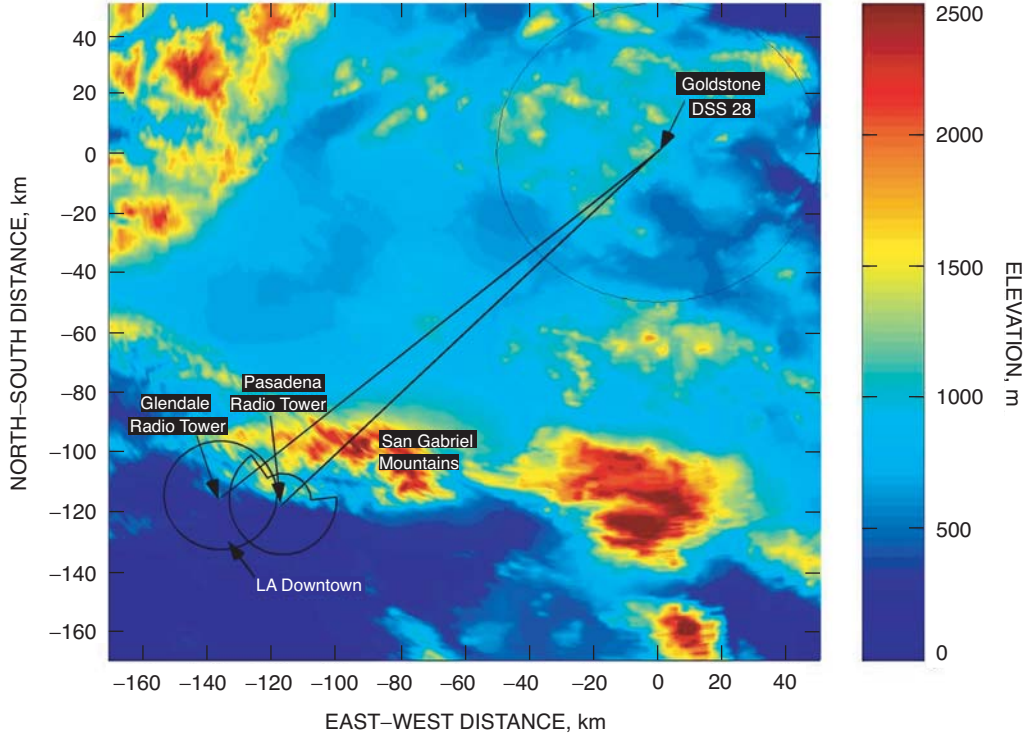 40
20
0
−20
−40
−60
−80
−100
−120
−140
−160
NORTH–SOUTH DISTANCE, km
Goldstone
DSS 28
Pasadena
Radio Tower
Glendale
Radio Tower
San Gabriel
Mountains
LA Downtown
−160
−140
−120
−100
−80
−60
−40
−20
0
20
40
EAST–WEST DISTANCE, km
2500
2000
1500
1000
500
0
ELEVATION, m